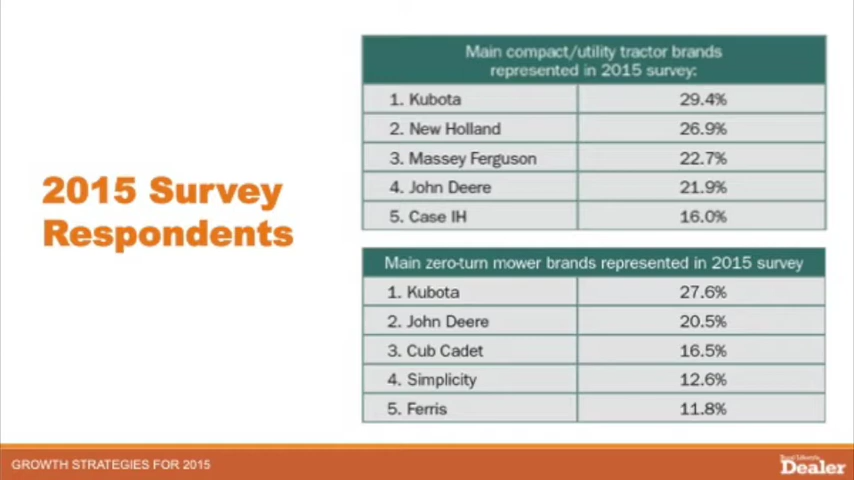 2015 Survey
Respondents
Main compact/utility tractor brands
represented in 2015 survey:
1. Kubota 29.4%
2. New Holland 26.9%
3. Massey Ferguson 22.7%
4. John Deere 21.9%
5. Case IH 16.0%
Main zero-turn mower brands represented in 2015 survey
1. Kubota 27.6%
2. John Deere 20.5%
3. Cub Cadet 16.5%
4. Simplicity 12.6%
5. Ferris 11.8%
GROWTH STRATEGIES FOR 2015
Rural Lifestyle
Dealer